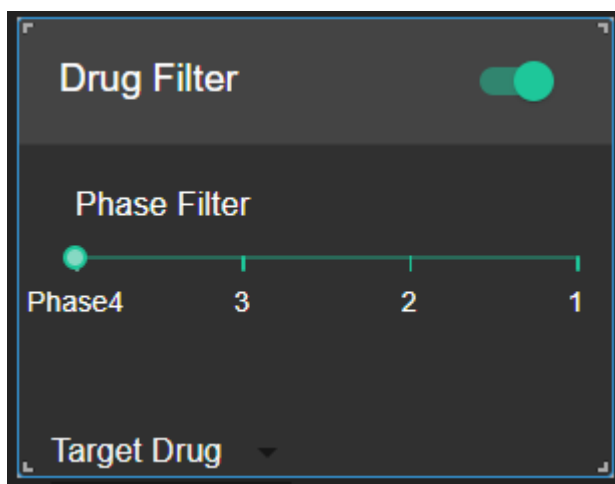 Drug Filter
Phase Filter
Phase4 3 2 1
Target Drug